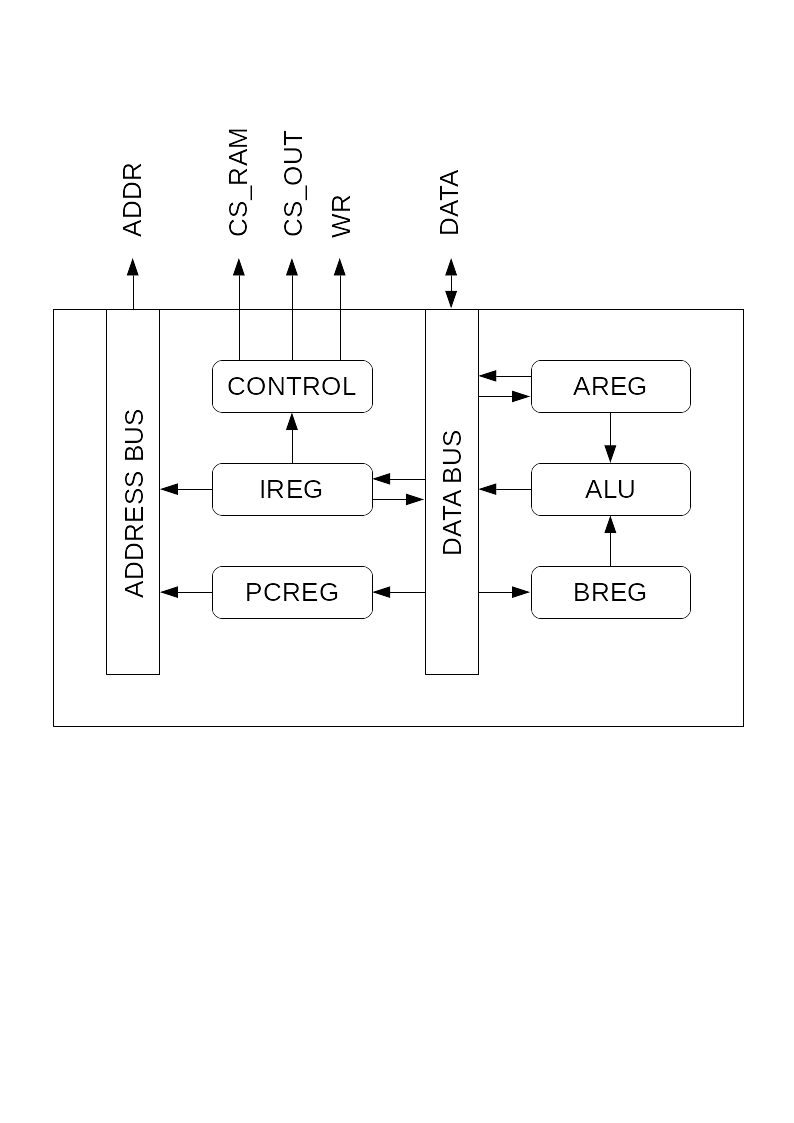 ADDR
CS_RAM
CS_OUT
WR
DATA
ADDRESS BUS
CONTROL
IREG
PCREG
DATA BUS
AREG
ALU
BREG